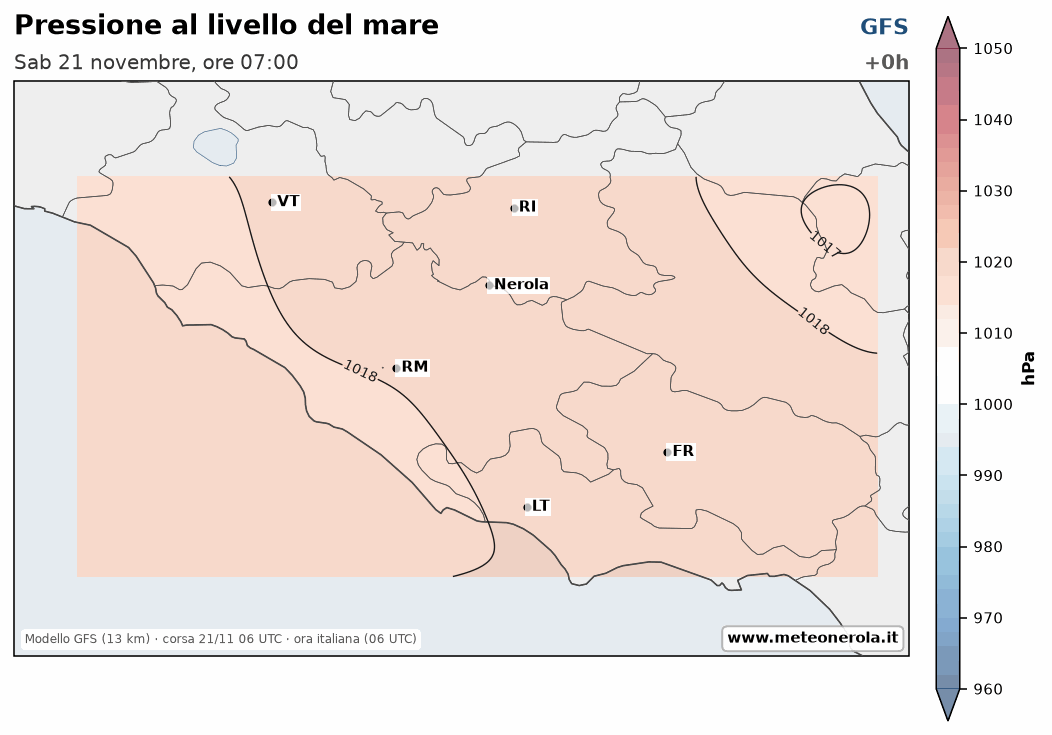 Pressione al livello del mare
GFS
Sab 21 novembre, ore 07:00
+0h
VT
RI
1017
Nerola
1018
1018
RM
FR
LT
Modello GFS (13 km) · corsa 21/11 06 UTC · ora italiana (06 UTC)
www.meteonerola.it
1050
1040
1030
1020
1010
1000
990
980
970
960
hPa